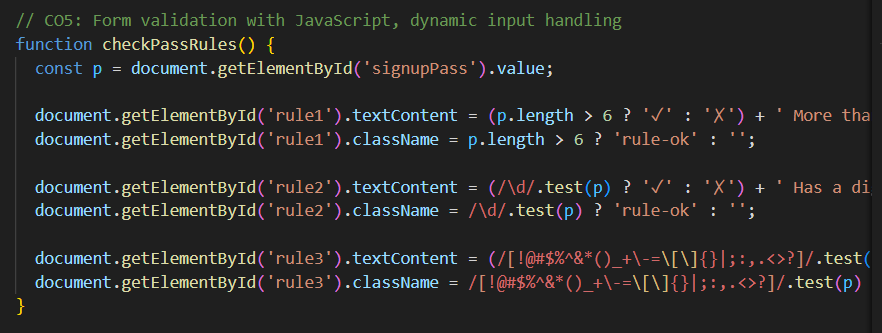 // CO5: Form validation with JavaScript, dynamic input handling
function checkPassRules() {
  const p = document.getElementById('signupPass').value;

  document.getElementById('rule1').textContent = (p.length > 6 ? '✓' : '✗') + ' More tha
  document.getElementById('rule1').className = p.length > 6 ? 'rule-ok' : '';

  document.getElementById('rule2').textContent = (/\d/.test(p) ? '✓' : '✗') + ' Has a di
  document.getElementById('rule2').className = /\d/.test(p) ? 'rule-ok' : '';

  document.getElementById('rule3').textContent = (/[!@#$%^&*()_+\-=\[\]{}|;:,.<>?]/.test(
  document.getElementById('rule3').className = /[!@#$%^&*()_+\-=\[\]{}|;:,.<>?]/.test(p)
}